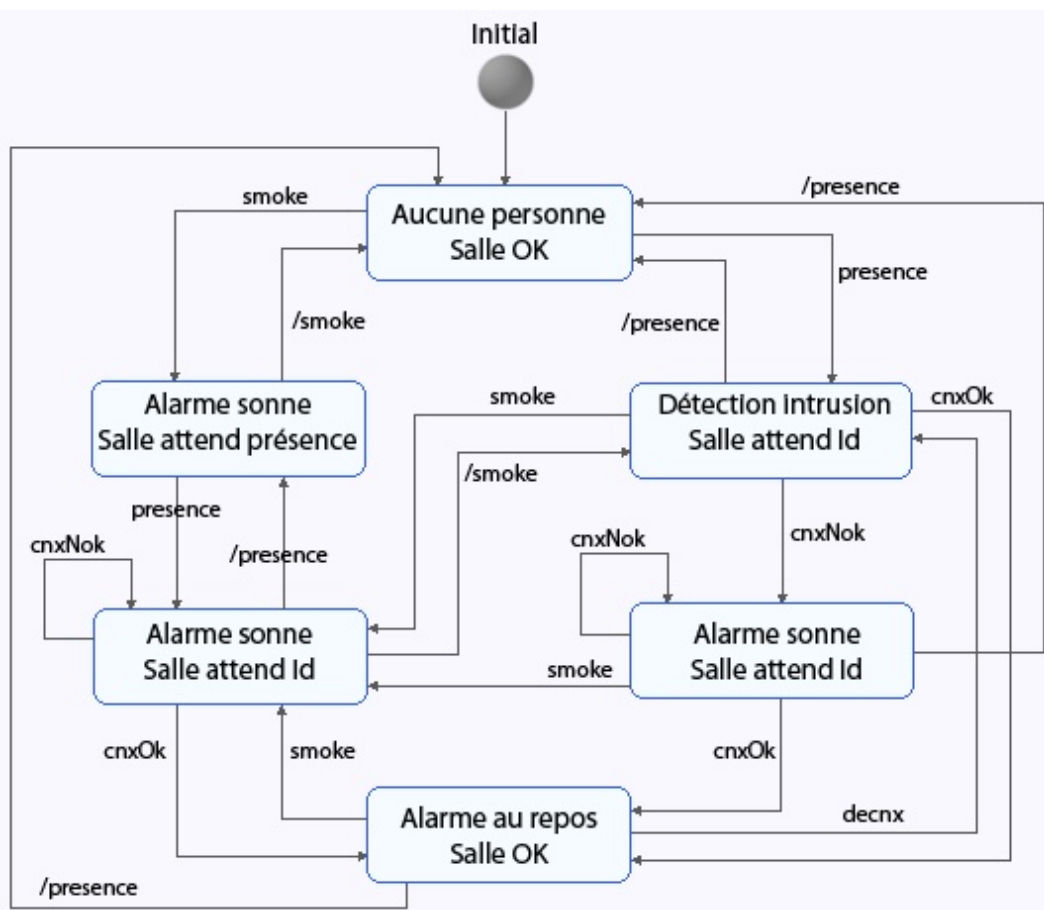 Initial
smoke
/presence
Aucune personne
Salle OK
presence
/smoke
/presence
Alarme sonne
Salle attend présence
smoke
Détection intrusion
Salle attend Id
cnxOk
/smoke
presence
cnxNok
/presence
cnxNok
cnxNok
Alarme sonne
Salle attend Id
Alarme sonne
Salle attend Id
smoke
cnxOk
smoke
cnxOk
Alarme au repos
Salle OK
decnx
/presence